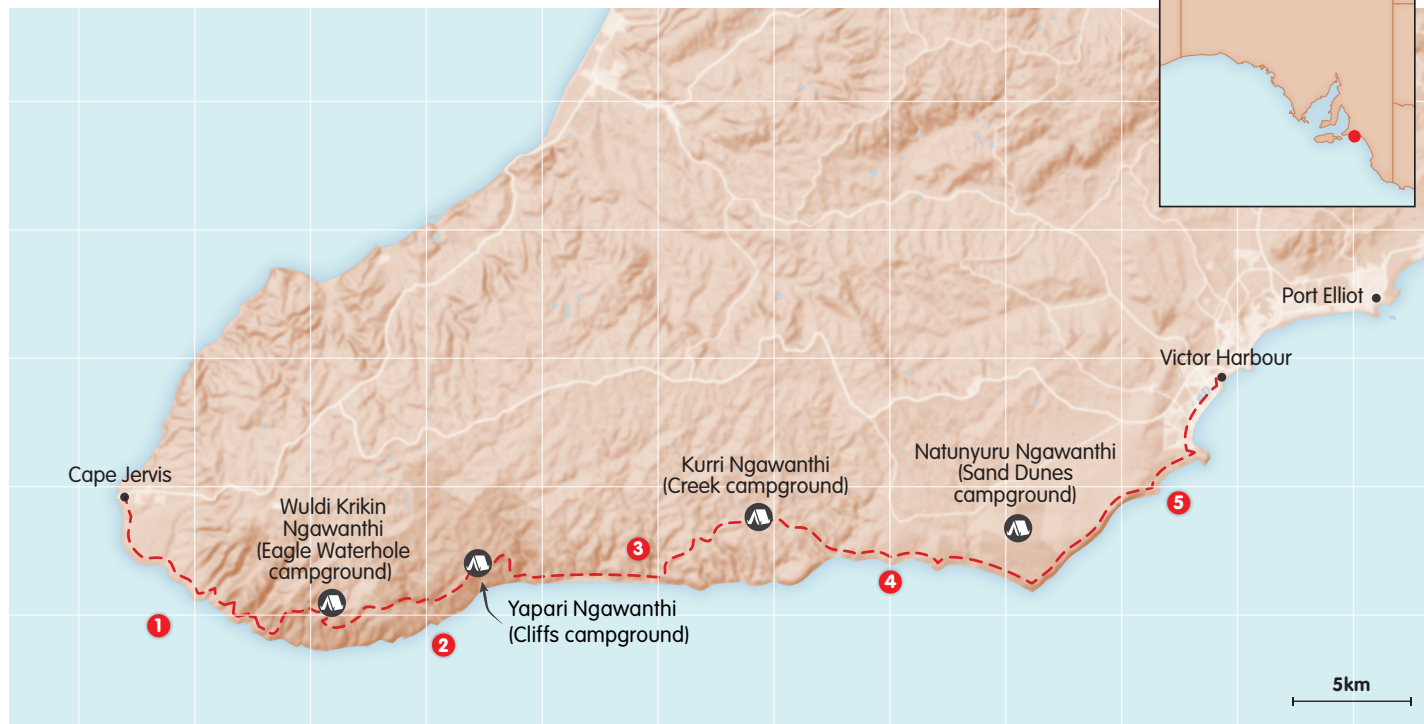 Port Elliot
Victor Harbour
Natunyuru Ngawanthi
(Sand Dunes
campground)
Kurri Ngawanthi
(Creek campground)
Cape Jervis
Wuldi Krikin
Ngawanthi
(Eagle Waterhole
campground)
Yapari Ngawanthi
(Cliffs campground)
1
2
3
4
5
5km